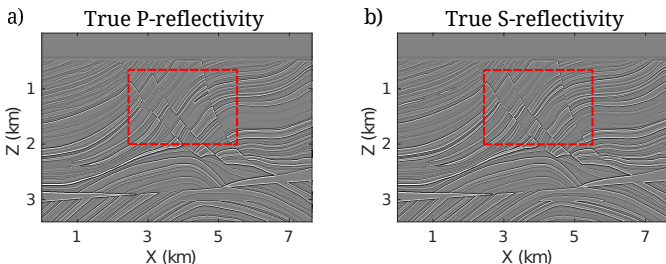 a) True P-reflectivity
b) True S-reflectivity
Z (km)
1
2
3
1 3 5 7
X (km)
Z (km)
1
2
3
1 3 5 7
X (km)